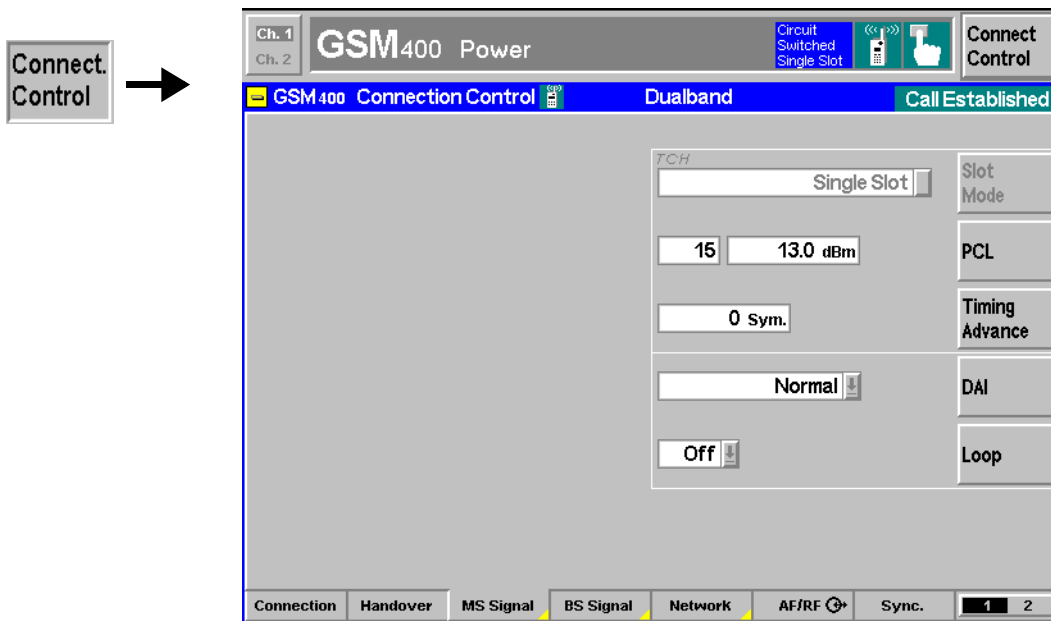 Connect.
Control
Ch. 1
Ch. 2
GSM400 Power
Circuit
Switched
Single Slot
Connect
Control
GSM400 Connection Control
Dualband
Call Established
TCH
Single Slot
Slot
Mode
15
13.0 dBm
PCL
0 Sym.
Timing
Advance
Normal
DAI
Off
Loop
Connection
Handover
MS Signal
BS Signal
Network
AF/RF
Sync.
1 2